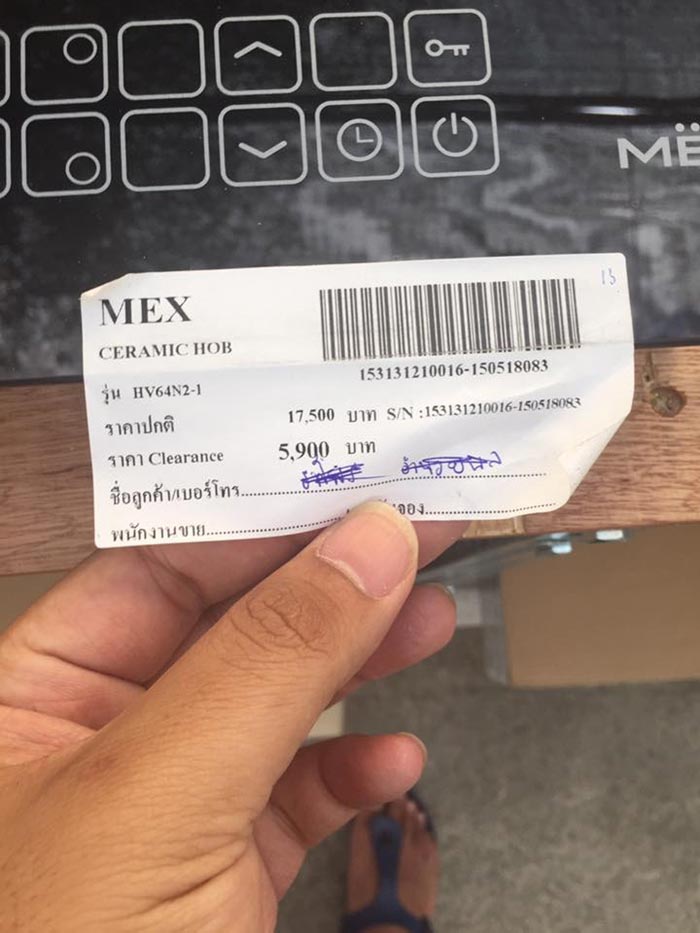 MË
MEX
13
CERAMIC HOB
153131210016-150518083
รุ่น HV64N2-1
ราคาปกติ 17,500 บาท S/N :153131210016-150518083
ราคา Clearance 5,900 บาท
ชื่อลูกค้า/เบอร์โทร
พนักงานขาย